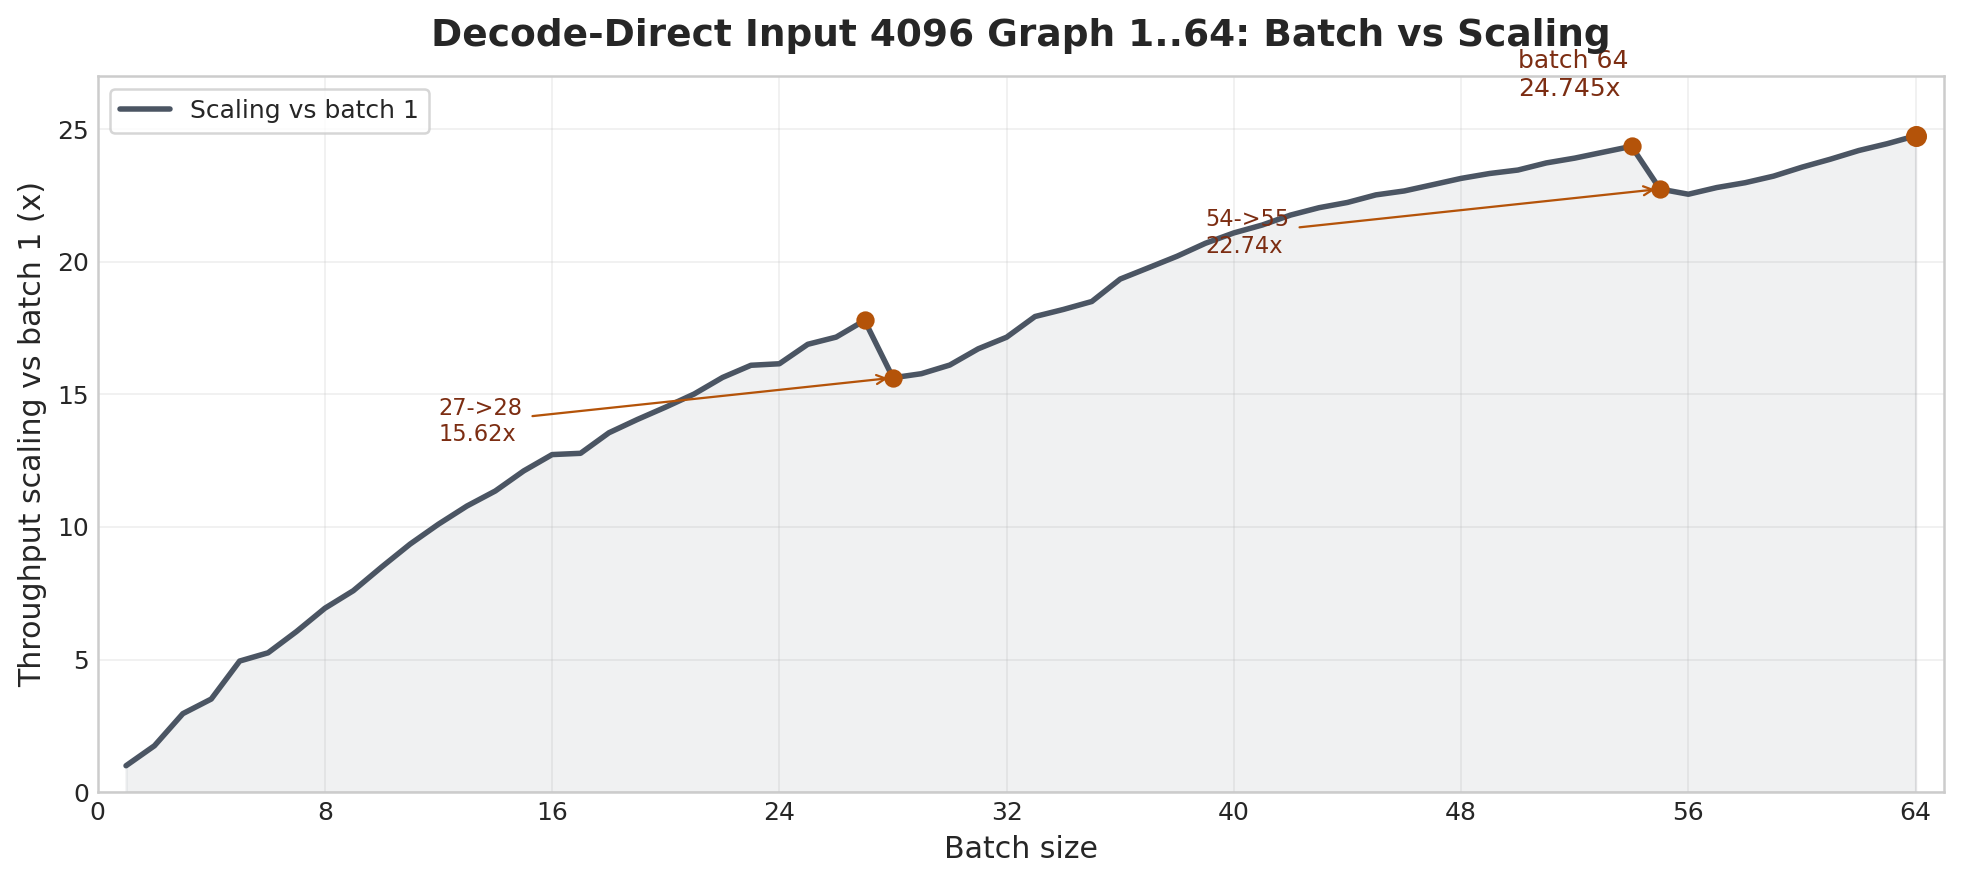 Decode-Direct Input 4096 Graph 1..64: Batch vs Scaling
batch 64
24.745x
Scaling vs batch 1
Throughput scaling vs batch 1 (x)
25
20
15
10
5
0
54->55
22.74x
27->28
15.62x
0 8 16 24 32 40 48 56 64
Batch size